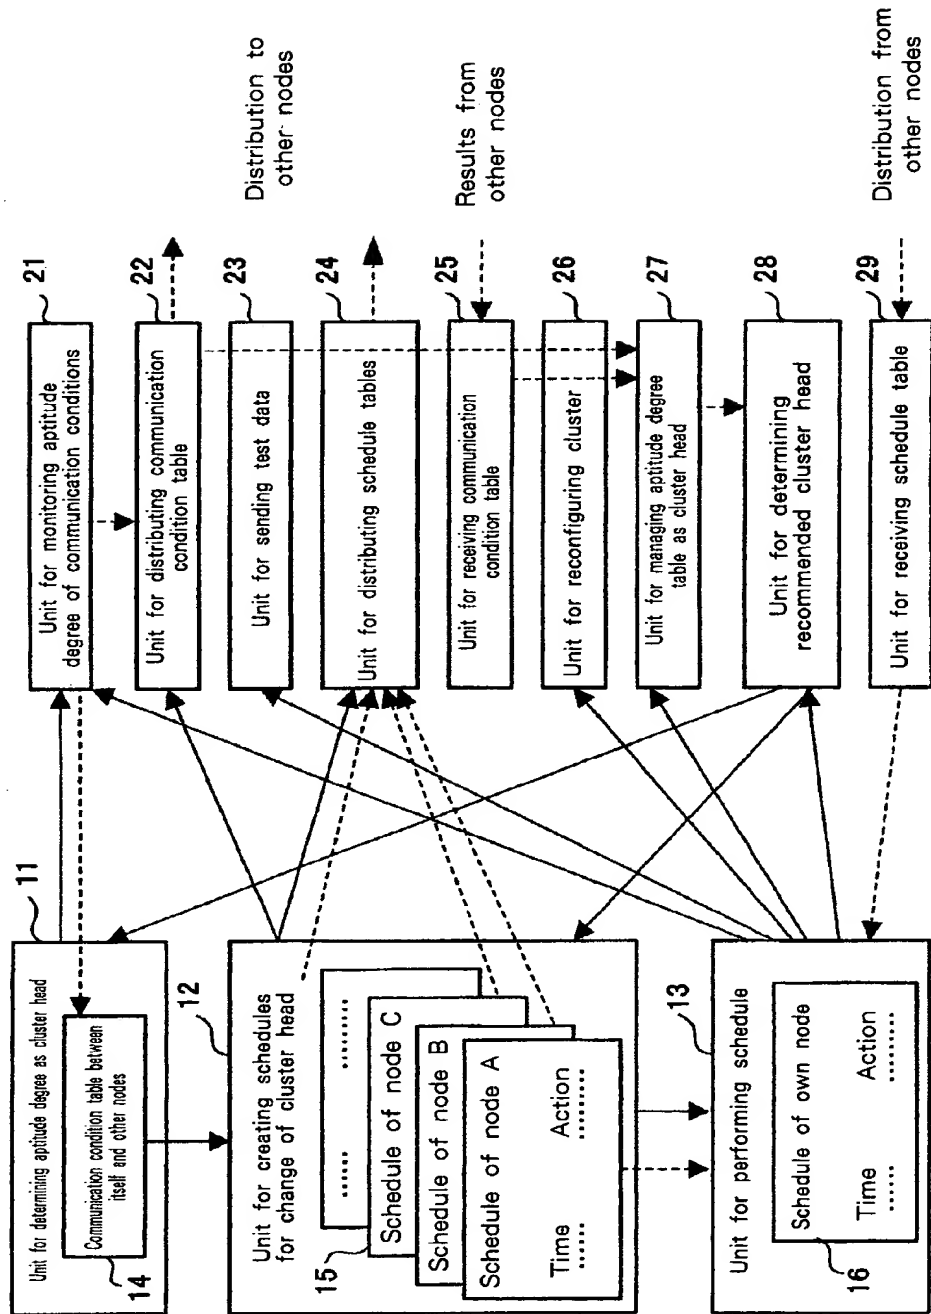 11
Unit for determining aptitude degree as cluster head
Communication condition table between
itself and other nodes
14
12
Unit for creating schedules
for change of cluster head
...... ..........
Schedule of node C
Schedule of node B
Schedule of node A
Time Action
...... ........
15
13
Unit for performing schedule
Schedule of own node
Time Action
...... ........
16
21
Unit for monitoring aptitude
degree of communication conditions
22
Unit for distributing communication
condition table
23
Unit for sending test data
24
Unit for distributing schedule tables
25
Unit for receiving communication
condition table
26
Unit for reconfiguring cluster
27
Unit for managing aptitude degree
table as cluster head
28
Unit for determining
recommended cluster head
29
Unit for receiving schedule table
Distribution to
other nodes
Results from
other nodes
Distribution from
other nodes